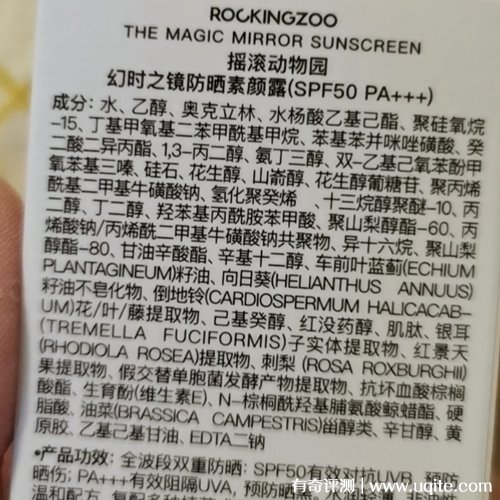 ROCKINGZOO
THE MAGIC MIRROR SUNSCREEN
摇滚动物园
幻时之镜防晒素颜露(SPF50 PA+++)
成分：水、乙醇、奥克立林、水杨酸乙基己酯、聚硅氧烷
-15、丁基甲氧基二苯甲酰基甲烷、苯基苯并咪唑磺酸、癸
二酸二异丙酯、1,3-丙二醇、氨丁三醇、双-乙基己氧苯酚甲
氧苯基三嗪、硅石、花生醇、山嵛醇、花生醇葡糖苷、聚丙烯
酰基二甲基牛磺酸钠、氢化聚癸烯、十三烷醇聚醚-10、丙
二醇、丁二醇、羟苯基丙酰胺苯甲酸、聚山梨醇酯-60、丙
烯酸钠/丙烯酰二甲基牛磺酸钠共聚物、异十六烷、聚山梨
醇酯-80、甘油辛酸酯、辛基十二醇、车前叶蓝蓟(ECHIUM
PLANTAGINEUM)籽油、向日葵(HELIANTHUS ANNUUS)
籽油不皂化物、倒地铃(CARDIOSPERMUM HALICACAB-
UM)花/叶/藤提取物、己基癸醇、红没药醇、肌肽、银耳
(TREMELLA FUCIFORMIS)子实体提取物、红景天
(RHODIOLA ROSEA)提取物、刺梨 (ROSA ROXBURGHII)
果提取物、假交替单胞菌发酵产物提取物、抗坏血酸棕榈
酸酯、生育酚(维生素E)、N-棕榈酰羟基脯氨酸鲸蜡酯、硬
脂酸、油菜(BRASSICA CAMPESTRIS)甾醇类、辛甘醇、黄
原胶、乙基己基甘油、EDTA二钠
•产品功效：全波段双重防晒：SPF50有效对抗UVB，预防
晒伤；PA+++有效阻隔UVA，预防晒
有奇评测 | www.uqite.com